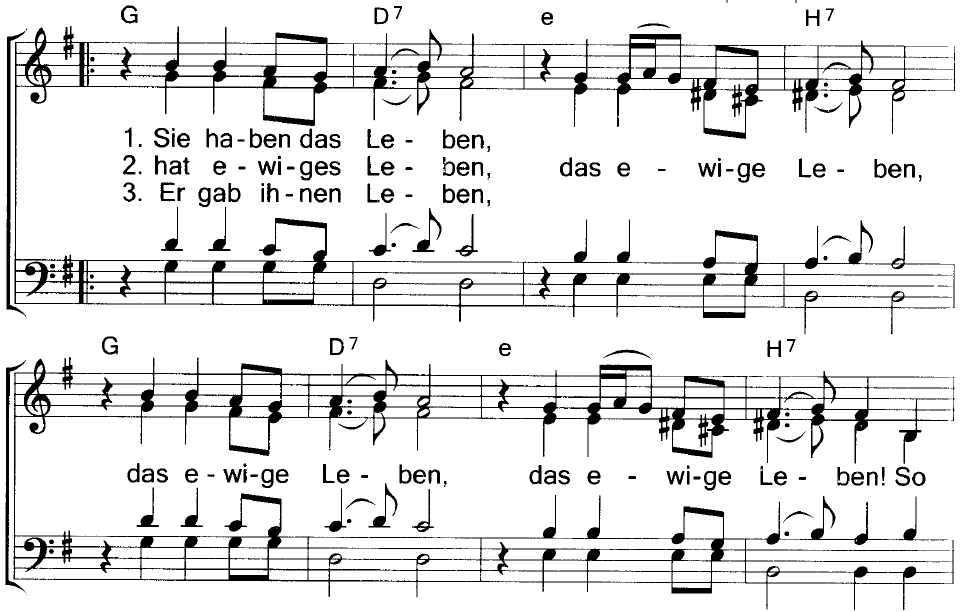 G D7 e H7
1. Sie ha-ben das Le- ben,
2. hat e-wi-ges Le- ben, das e - wi-ge Le- ben,
3. Er gab ih-nen Le- ben,
G D7 e H7
das e-wi-ge Le- ben, das e - wi-ge Le- ben! So